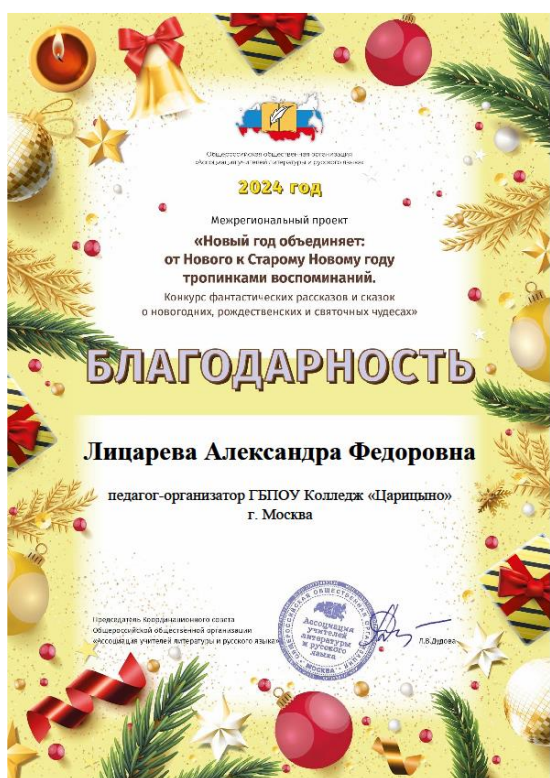 Общероссийская общественная организация
«Ассоциация учителей литературы и русского языка»
2024 год
Межрегиональный проект
«Новый год объединяет:
от Нового к Старому Новому году
тропинками воспоминаний.
Конкурс фантастических рассказов и сказок
о новогодних, рождественских и святочных чудесах»
БЛАГОДАРНОСТЬ
Лицарева Александра Федоровна
педагог-организатор ГБПОУ Колледж «Царицыно»
г. Москва
Председатель Координационного совета
Общероссийской общественной организации
«Ассоциация учителей литературы и русского языка»
Л.В.Дудова
ОБЩЕРОССИЙСКАЯ ОБЩЕСТВЕННАЯ ОРГАНИЗАЦИЯ
Ассоциация
учителей
литературы
и русского
языка
МОСКВА